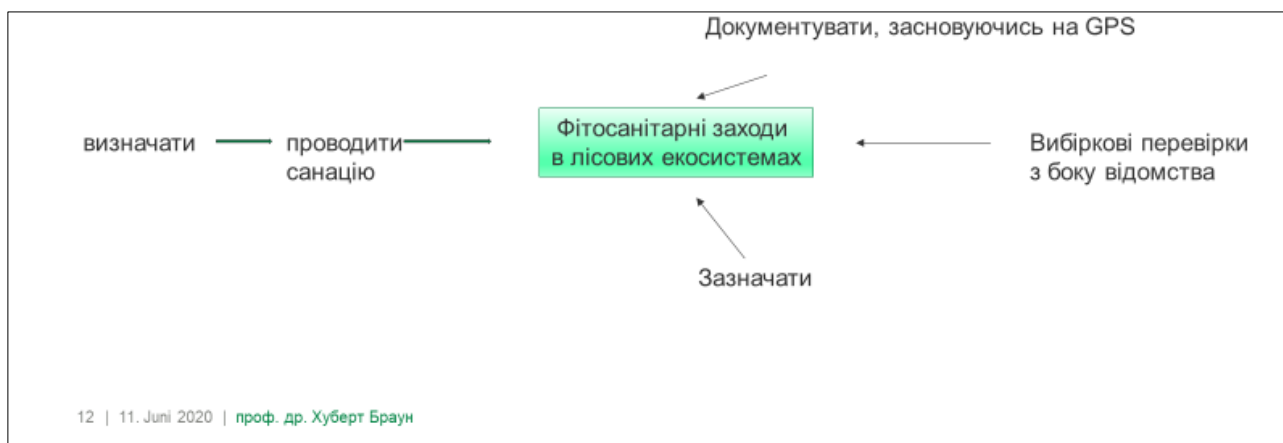 Документувати, засновуючись на GPS
визначати
проводити
санацію
Фітосанітарні заходи
в лісових екосистемах
Вибіркові перевірки
з боку відомства
Зазначати
12 | 11. Juni 2020 | проф. др. Хуберт Браун